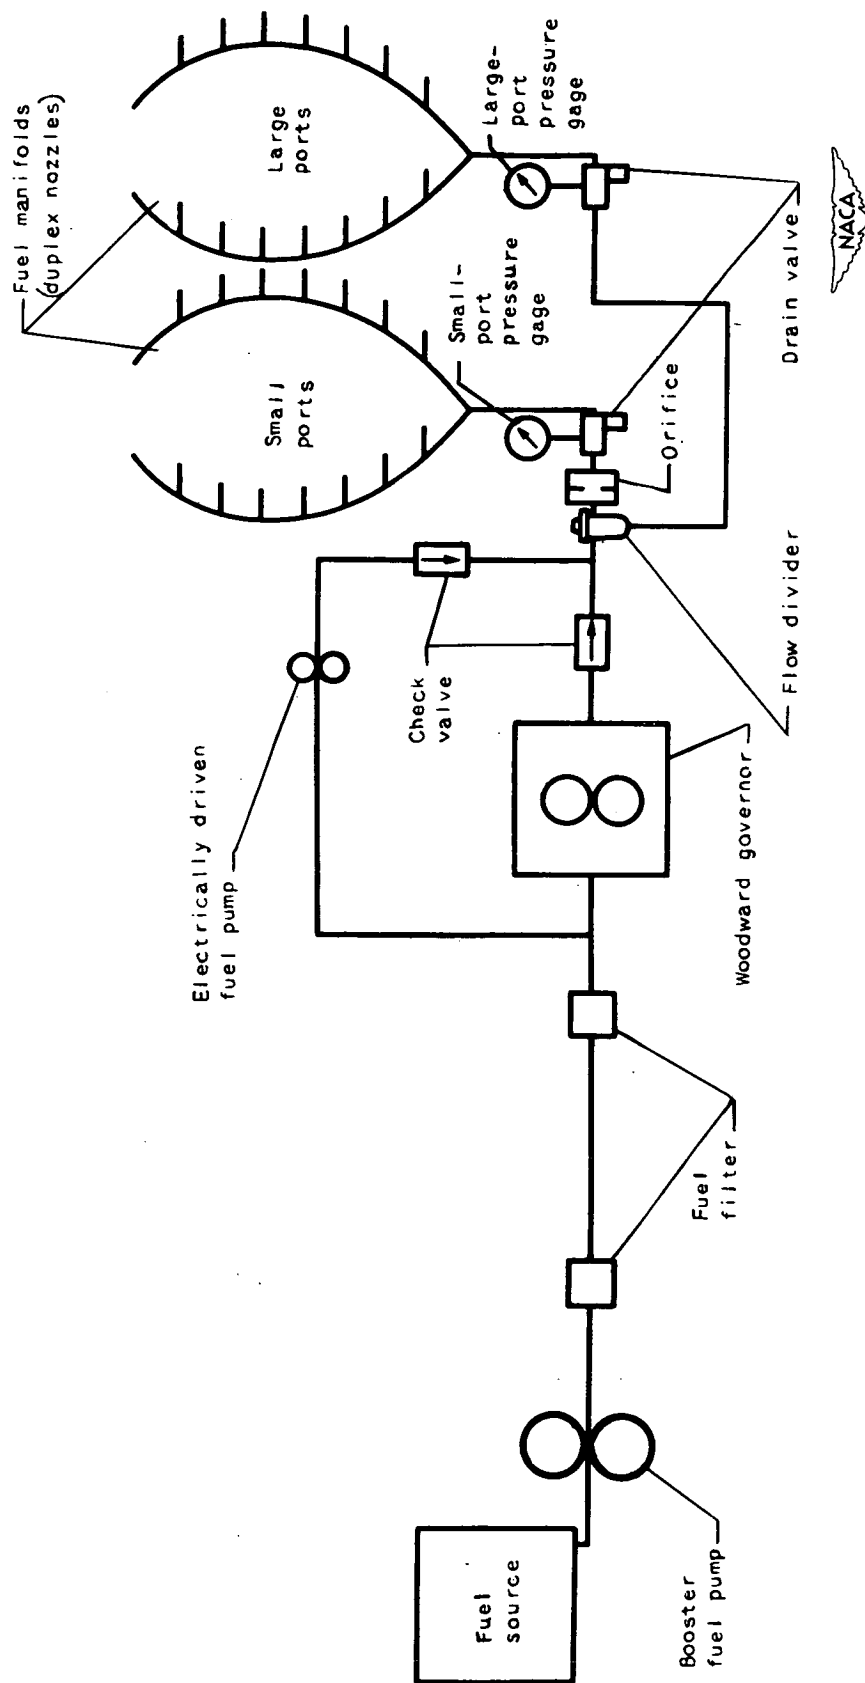 Fuel manifolds
(duplex nozzles)
Large
ports
Small
ports
Large-
port
pressure
gage
Small-
port
pressure
gage
Electrically driven
fuel pump
Check
valve
Orifice
Drain valve
Flow divider
Woodward governor
Fuel
filter
Fuel
source
Booster
fuel pump
NACA